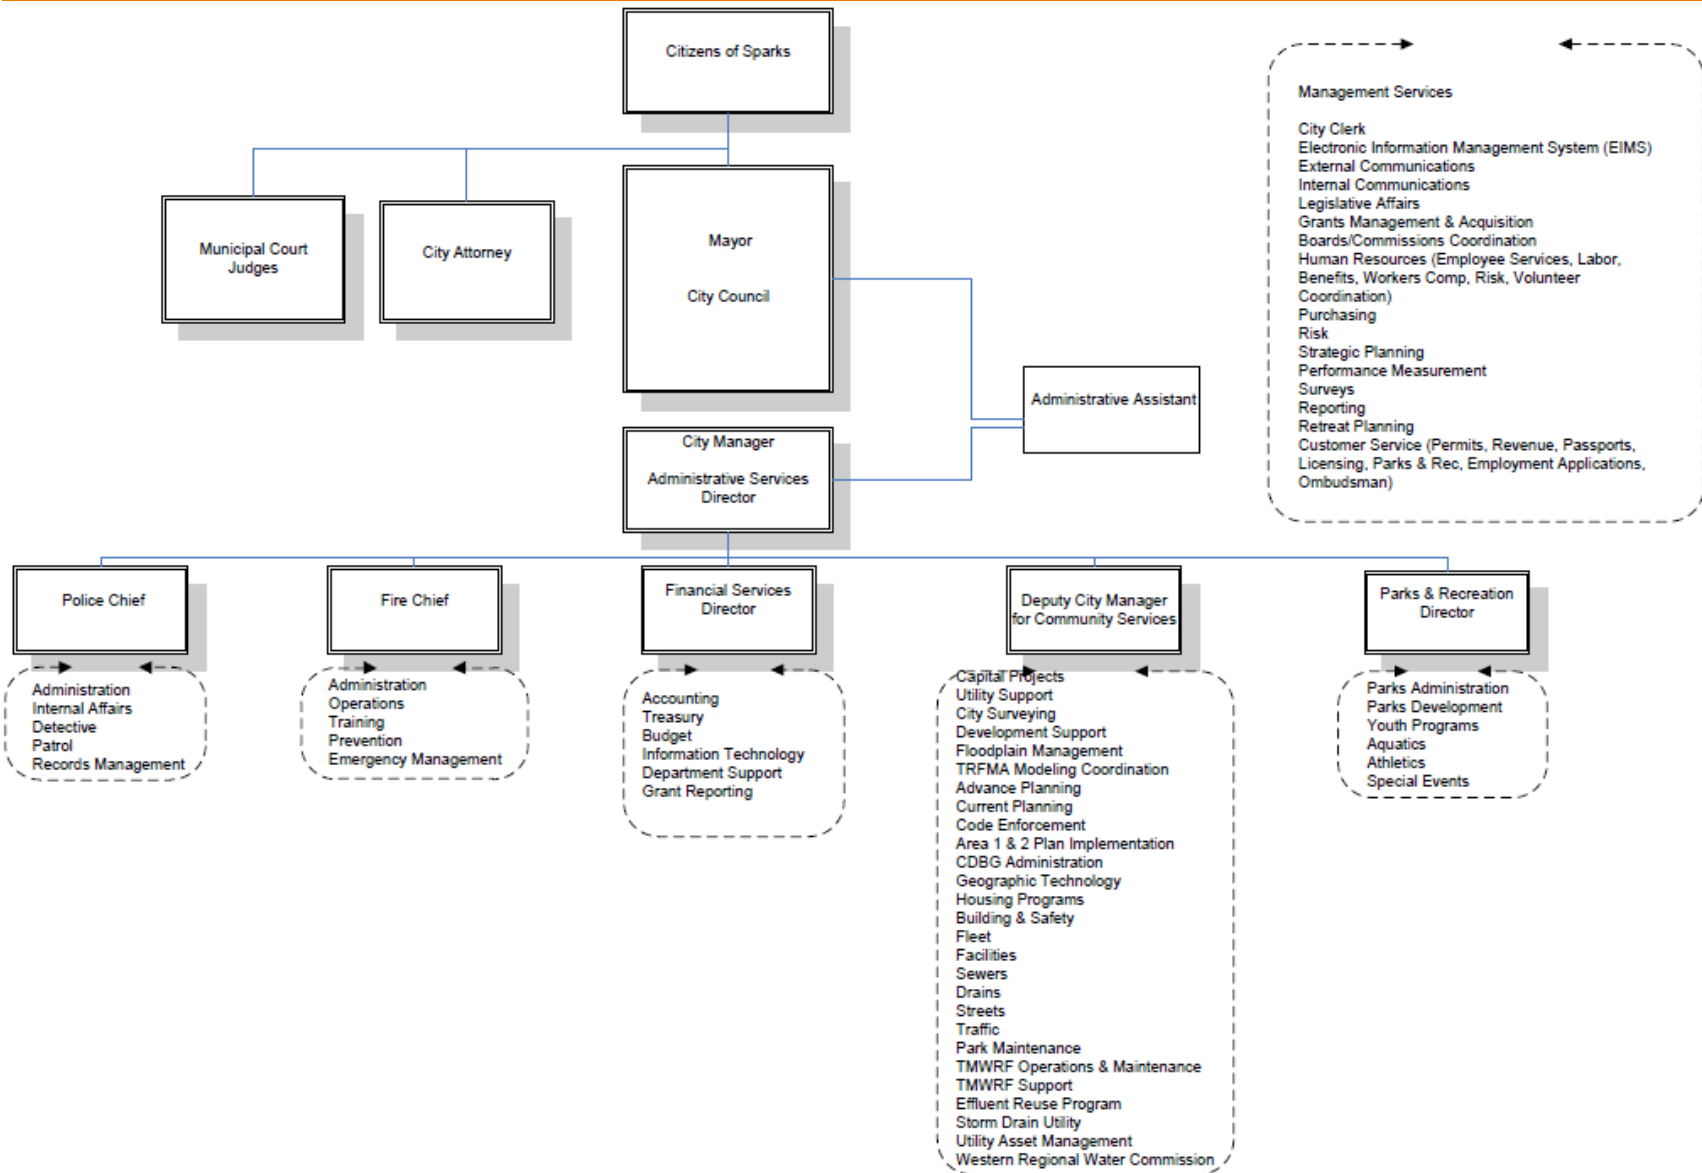 Citizens of Sparks
Municipal Court
Judges
City Attorney
Mayor
City Council
Administrative Assistant
City Manager
Administrative Services
Director
Management Services
City Clerk
Electronic Information Management System (EIMS)
External Communications
Internal Communications
Legislative Affairs
Grants Management & Acquisition
Boards/Commissions Coordination
Human Resources (Employee Services, Labor,
Benefits, Workers Comp, Risk, Volunteer
Coordination)
Purchasing
Risk
Strategic Planning
Performance Measurement
Surveys
Reporting
Retreat Planning
Customer Service (Permits, Revenue, Passports,
Licensing, Parks & Rec, Employment Applications,
Ombudsman)
Police Chief
Administration
Internal Affairs
Detective
Patrol
Records Management
Fire Chief
Administration
Operations
Training
Prevention
Emergency Management
Financial Services
Director
Accounting
Treasury
Budget
Information Technology
Department Support
Grant Reporting
Deputy City Manager
for Community Services
Capital Projects
Utility Support
City Surveying
Development Support
Floodplain Management
TRFMA Modeling Coordination
Advance Planning
Current Planning
Code Enforcement
Area 1 & 2 Plan Implementation
CDBG Administration
Geographic Technology
Housing Programs
Building & Safety
Fleet
Facilities
Sewers
Drains
Streets
Traffic
Park Maintenance
TMWRF Operations & Maintenance
TMWRF Support
Effluent Reuse Program
Storm Drain Utility
Utility Asset Management
Western Regional Water Commission
Parks & Recreation
Director
Parks Administration
Parks Development
Youth Programs
Aquatics
Athletics
Special Events